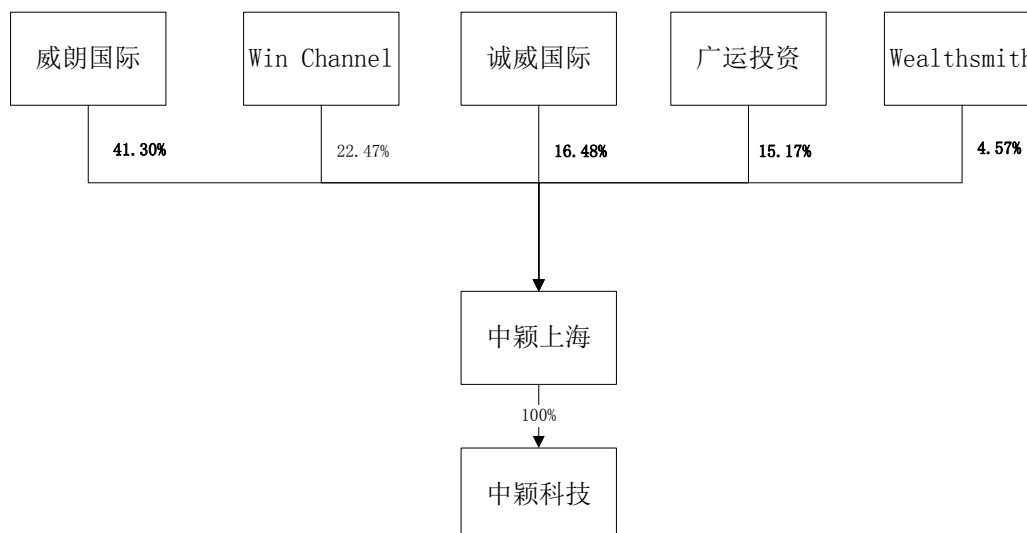 威朗国际
Win Channel
诚威国际
广运投资
Wealthsmith
41.30%
22.47%
16.48%
15.17%
4.57%
中颖上海
100%
中颖科技